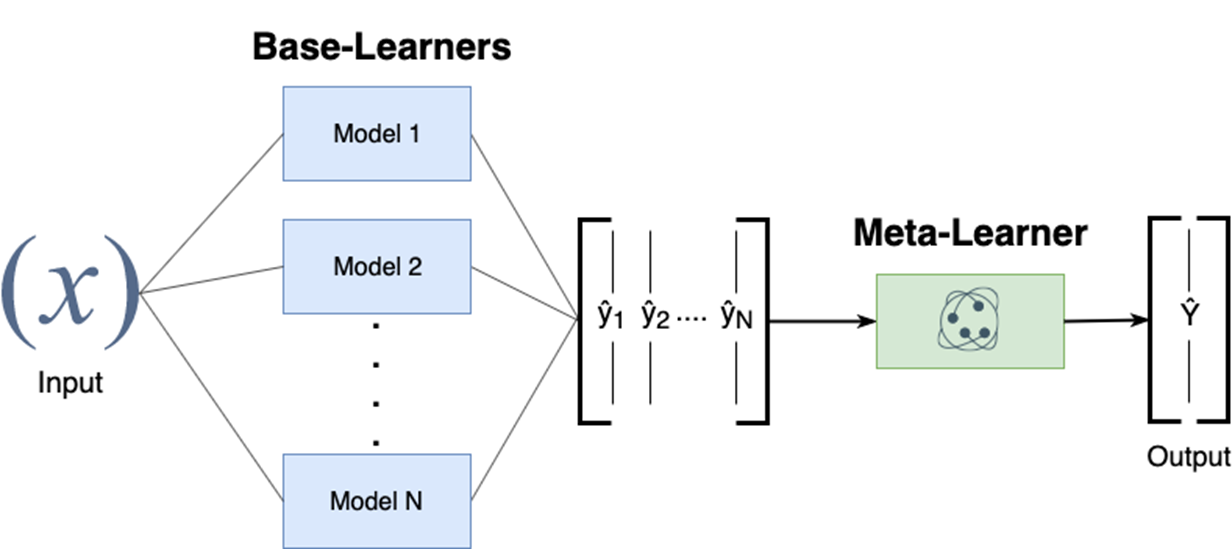 Base-Learners
Model 1
Model 2
Model N
(x)
Input
ŷ₁ ŷ₂ .... ŷN
Meta-Learner
Ŷ
Output